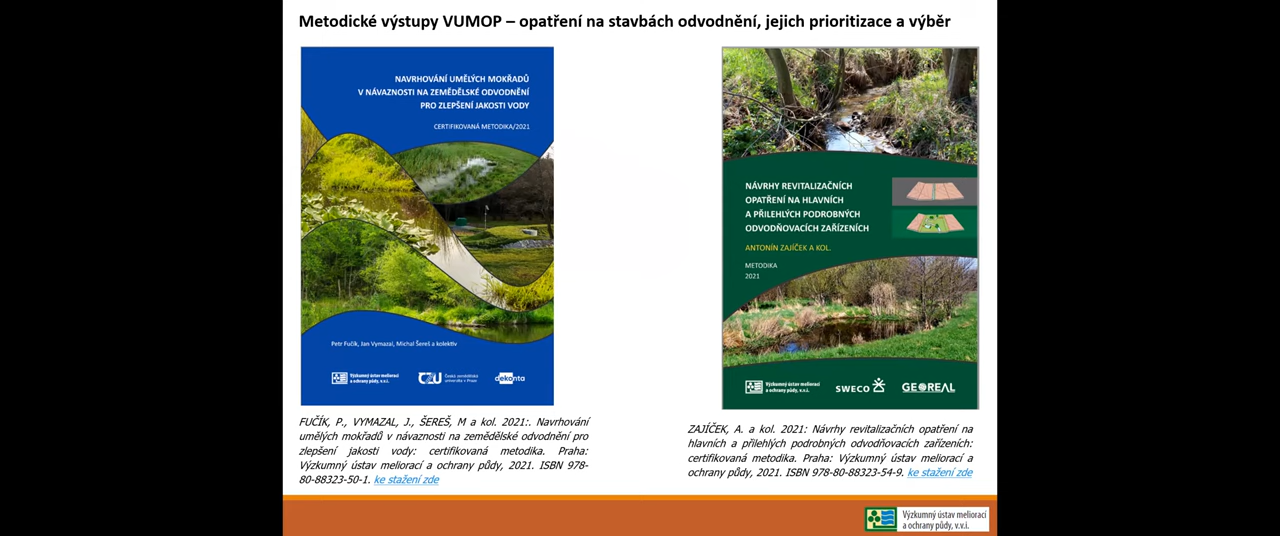 Metodické výstupy VUMOP – opatření na stavbách odvodnění, jejich prioritizace a výběr
NAVRHOVÁNÍ UMĚLÝCH MOKŘADŮ
V NÁVAZNOSTI NA ZEMĚDĚLSKÉ ODVODNĚNÍ
PRO ZLEPŠENÍ JAKOSTI VODY
CERTIFIKOVANÁ METODIKA/2021
Petr Fučík, Jan Vymazal, Michal Šereš a kolektiv
Výzkumný ústav meliorací
a ochrany půdy, v.v.i.
Česká zemědělská
univerzita v Praze
dekonta
FUČÍK, P., VYMAZAL, J., ŠEREŠ, M a kol. 2021:. Navrhování
umělých mokřadů v návaznosti na zemědělské odvodnění pro
zlepšení jakosti vody: certifikovaná metodika. Praha:
Výzkumný ústav meliorací a ochrany půdy, 2021. ISBN 978-
80-88323-50-1. ke stažení zde
NÁVRHY REVITALIZAČNÍCH
OPATŘENÍ NA HLAVNÍCH
A PŘILEHLÝCH PODROBNÝCH
ODVODŇOVACÍCH ZAŘÍZENÍCH
ANTONÍN ZAJÍČEK A KOL.
METODIKA
2021
Výzkumný ústav meliorací
a ochrany půdy, v.v.i.
SWECO
GEOREAL
ZAJÍČEK, A. a kol. 2021: Návrhy revitalizačních opatření na
hlavních a přilehlých podrobných odvodňovacích zařízeních:
certifikovaná metodika. Praha: Výzkumný ústav meliorací a
ochrany půdy, 2021. ISBN 978-80-88323-54-9. ke stažení zde
Výzkumný ústav meliorací
a ochrany půdy, v.v.i.